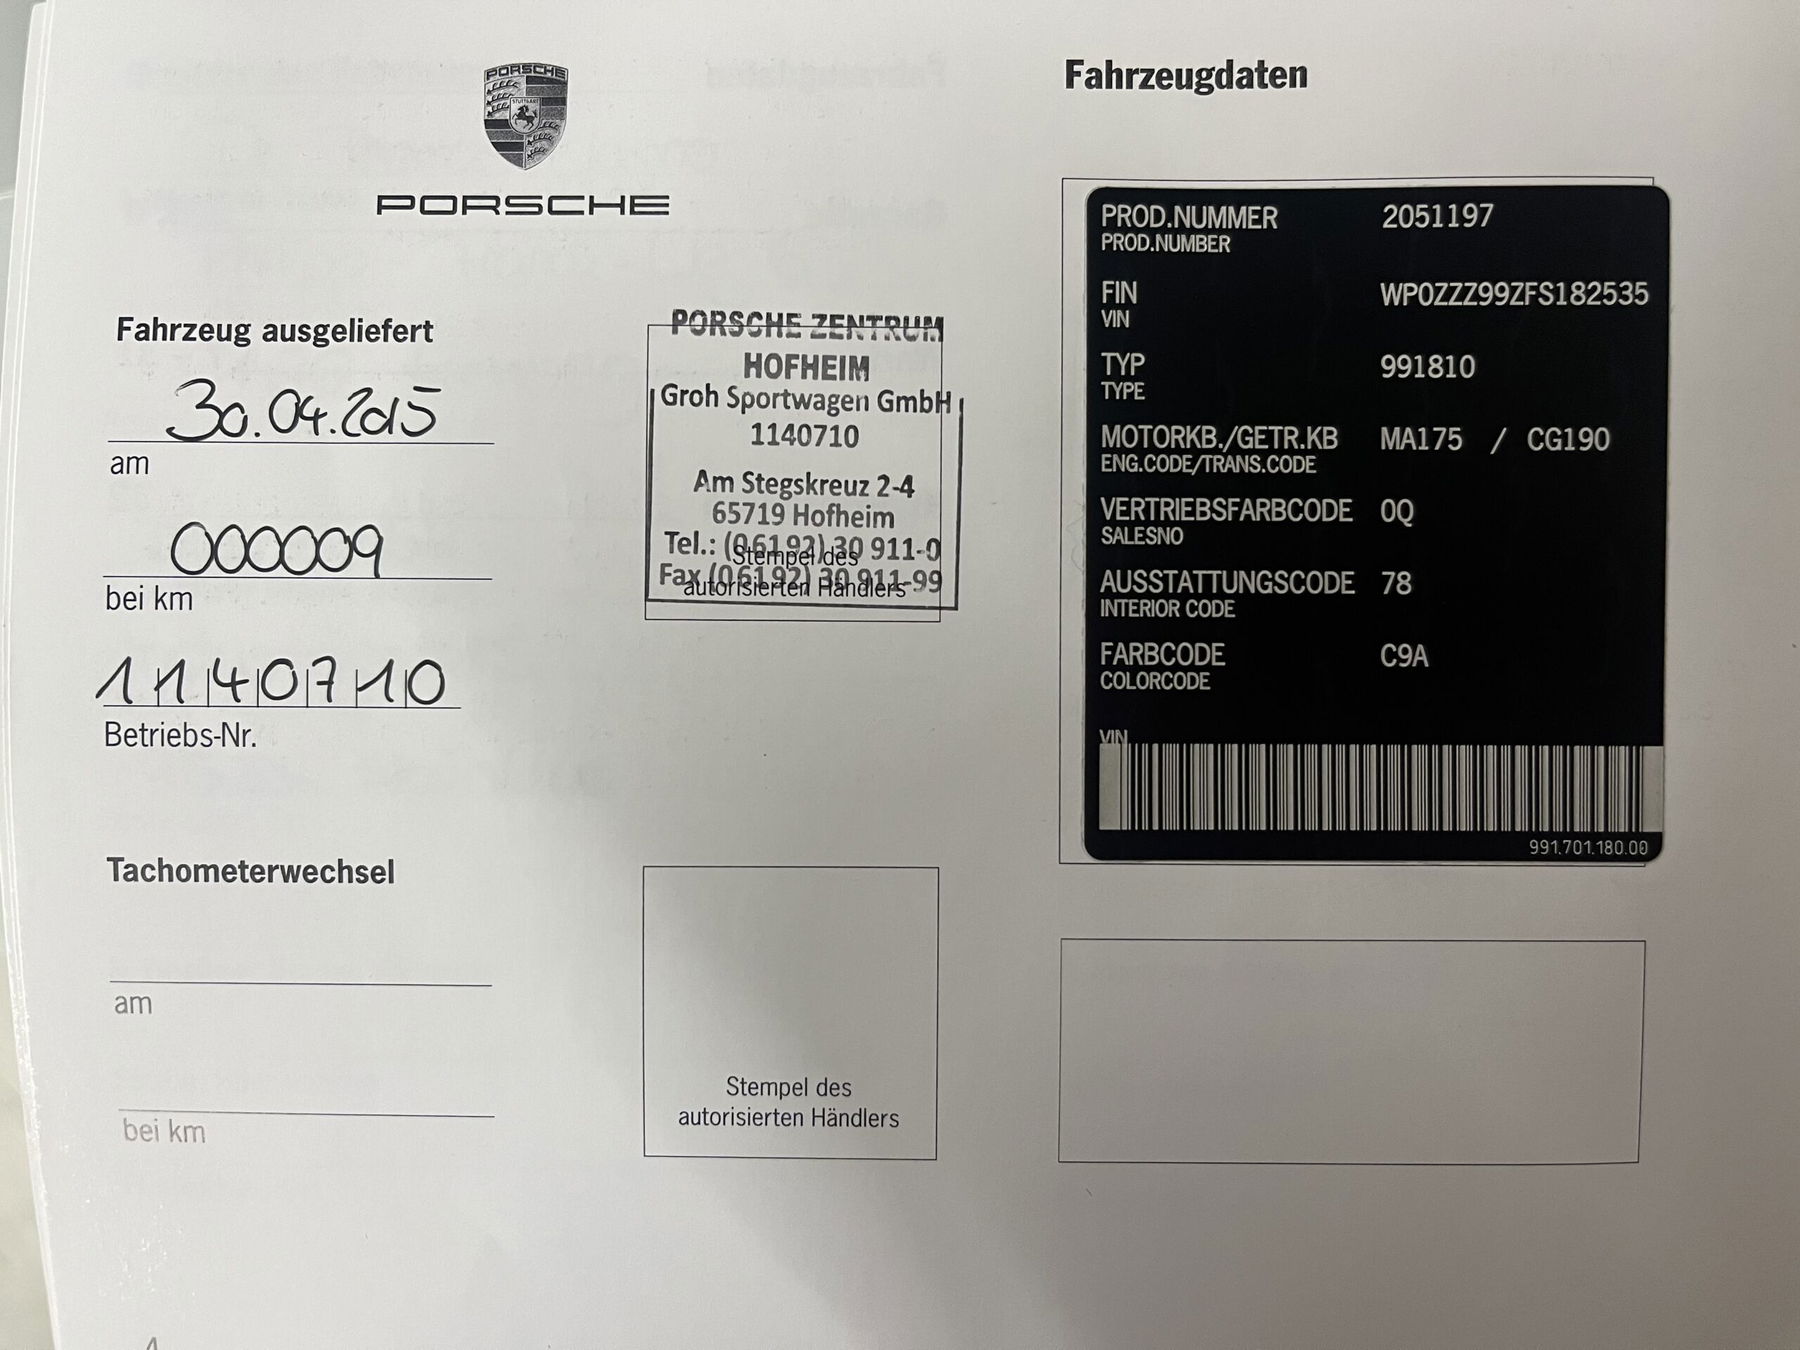 PORSCHE
STUTTGART
PORSCHE
Fahrzeug ausgeliefert
30.04.2015
am
000009
bei km
1140710
Betriebs-Nr.
PORSCHE ZENTRUM
HOFHEIM
Groh Sportwagen GmbH
1140710
Am Stegskreuz 2-4
65719 Hofheim
Tel.: (06192) 30 911-0
Stempel des
Fax (06192) 30 911-99
autorisierten Händlers
Tachometerwechsel
am
bei km
Stempel des
autorisierten Händlers
Fahrzeugdaten
PROD.NUMMER 2051197
PROD.NUMBER
FIN WP0ZZZ99ZFS182535
VIN
TYP 991810
TYPE
MOTORKB./GETR.KB MA175 / CG190
ENG.CODE/TRANS.CODE
VERTRIEBSFARBCODE 0Q
SALESNO
AUSSTATTUNGSCODE 78
INTERIOR CODE
FARBCODE C9A
COLORCODE
VIN
991.701.180.00